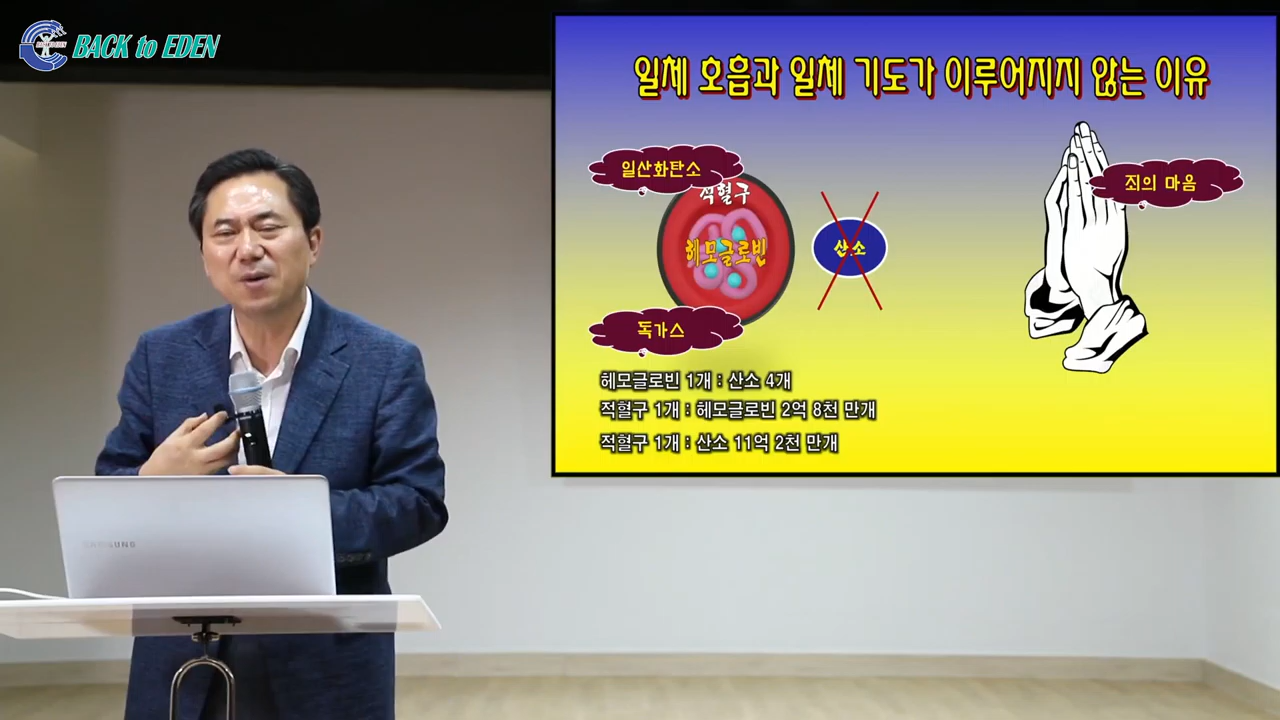 BACK to EDEN
일체 호흡과 일체 기도가 이루어지지 않는 이유
일산화탄소
적혈구
헤모글로빈
산소
죄의 마음
독가스
헤모글로빈 1개 : 산소 4개
적혈구 1개 : 헤모글로빈 2억 8천 만개
적혈구 1개 : 산소 11억 2천 만개
SAMSUNG